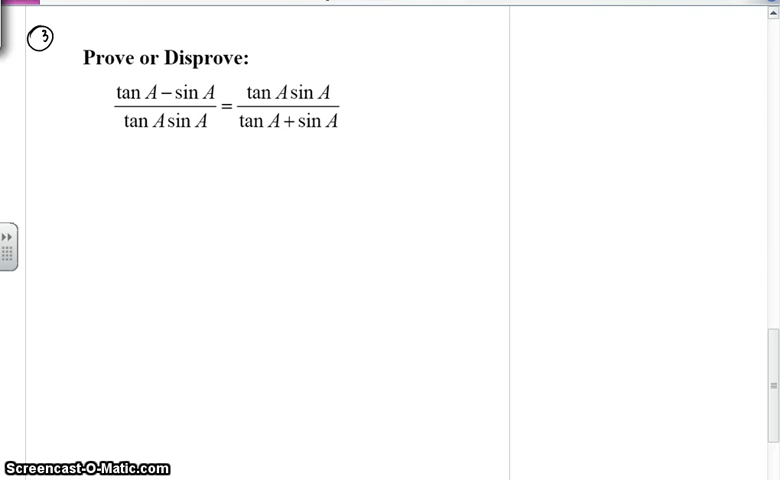 3
Prove or Disprove:
tan A − sin A / tan A sin A = tan A sin A / tan A + sin A
Screencast-O-Matic.com